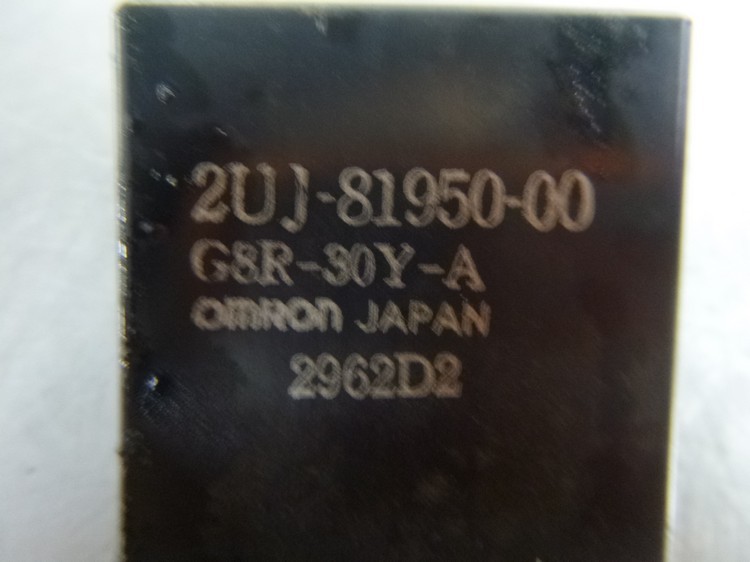 2UJ-81950-00
G8R-30Y-A
omron JAPAN
2962D2